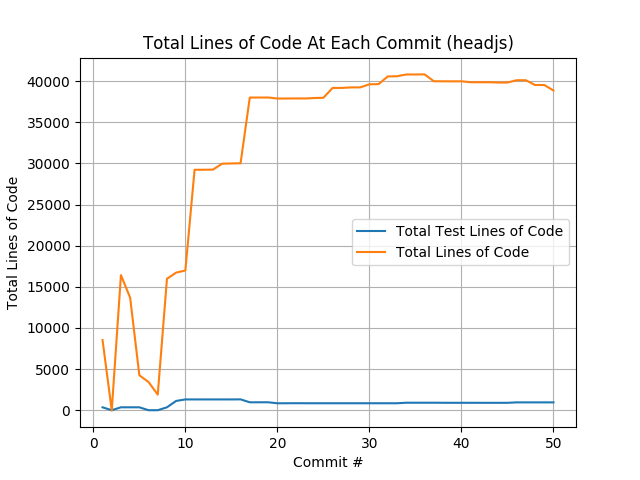 Total Lines of Code At Each Commit (headjs)
Total Lines of Code
40000
35000
30000
25000
20000
15000
10000
5000
0
Total Test Lines of Code
Total Lines of Code
0 10 20 30 40 50
Commit #